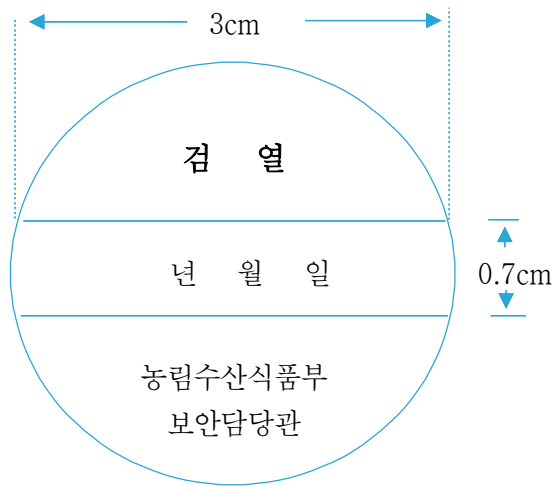 3cm
검 열
년 월 일
0.7cm
농림수산식품부
보안담당관